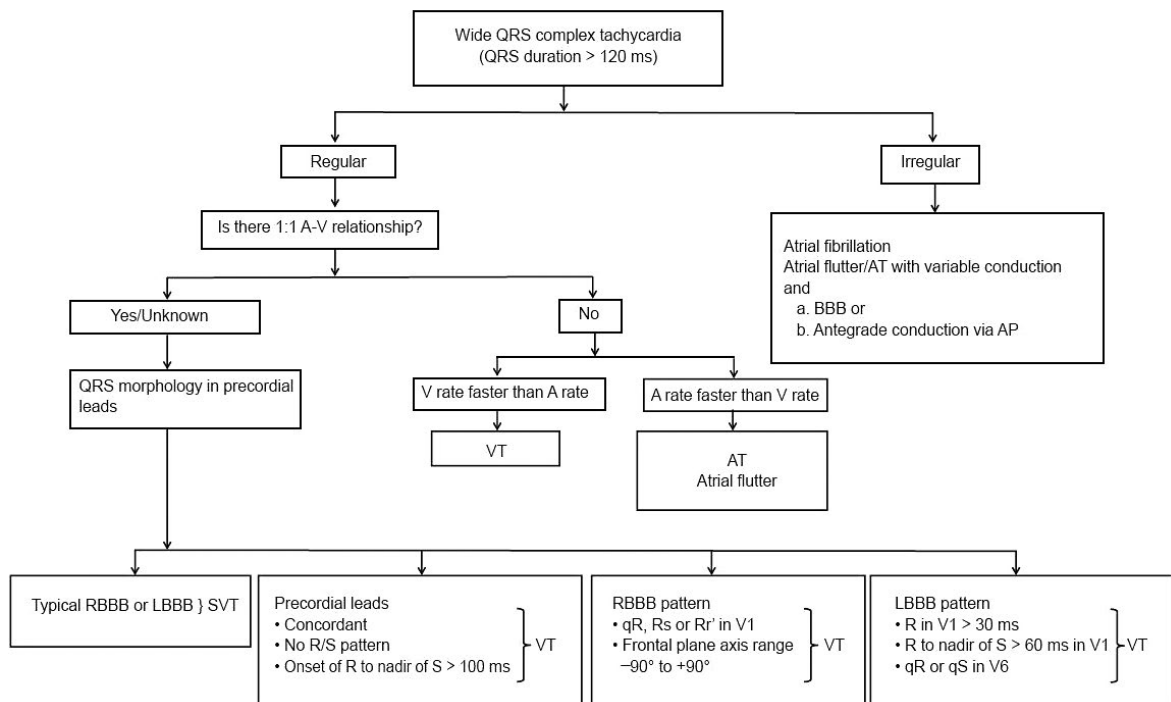 Wide QRS complex tachycardia
(QRS duration > 120 ms)
Regular
Irregular
Is there 1:1 A-V relationship?
Atrial fibrillation
Atrial flutter/AT with variable conduction
and
a. BBB or
b. Antegrade conduction via AP
Yes/Unknown
No
QRS morphology in precordial
leads
V rate faster than A rate
A rate faster than V rate
VT
AT
Atrial flutter
Typical RBBB or LBBB } SVT
Precordial leads
• Concordant
• No R/S pattern
• Onset of R to nadir of S > 100 ms
VT
RBBB pattern
• qR, Rs or Rr’ in V1
• Frontal plane axis range
−90° to +90°
VT
LBBB pattern
• R in V1 > 30 ms
• R to nadir of S > 60 ms in V1
• qR or qS in V6
VT